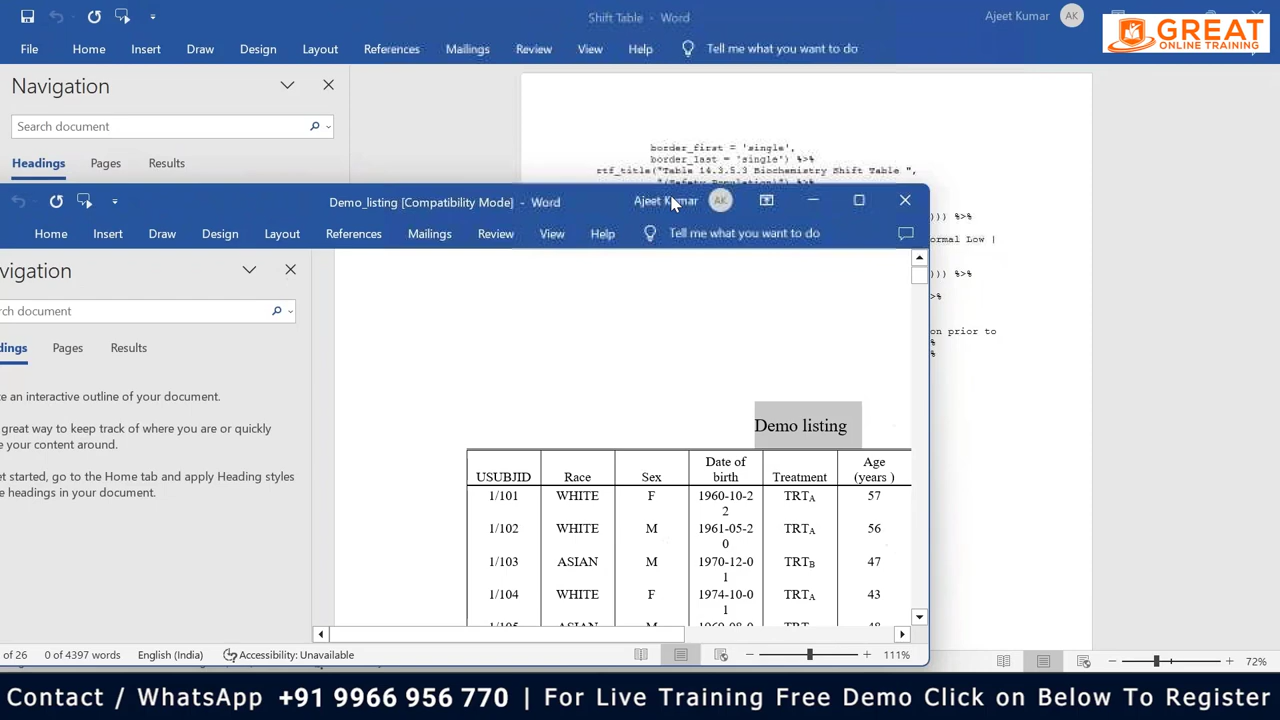 Shift Table - Word
Ajeet Kumar AK
GREAT
ONLINE TRAINING
File Home Insert Draw Design Layout References Mailings Review View Help Tell me what you want to do
Navigation
Search document
Headings Pages Results
border_first = 'single',
border_last = 'single') %>%
rtf_title("Table 14.3.5.3 Biochemistry Shift Table ",
"(Safety Population)") %>%
))) %>%
ormal Low |
))) %>%
%>%
on prior to
%
%
Demo_listing [Compatibility Mode] - Word
Ajeet Kumar AK
Home Insert Draw Design Layout References Mailings Review View Help Tell me what you want to do
vigation
rch document
dings Pages Results
e an interactive outline of your document.
great way to keep track of where you are or quickly
e your content around.
et started, go to the Home tab and apply Heading styles
e headings in your document.
Demo listing
USUBJID Race Sex Date of birth Treatment Age (years )
1/101 WHITE F 1960-10-2 2 TRTA 57
1/102 WHITE M 1961-05-2 0 TRTA 56
1/103 ASIAN M 1970-12-0 1 TRTB 47
1/104 WHITE F 1974-10-0 1 TRTA 43
of 26 0 of 4397 words English (India) Accessibility: Unavailable 111%
72%
Contact / WhatsApp +91 9966 956 770 | For Live Training Free Demo Click on Below To Register